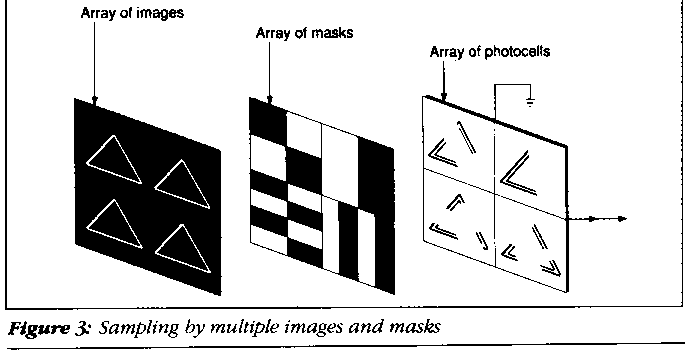 Array of images
Array of masks
Array of photocells
Figure 3: Sampling by multiple images and masks